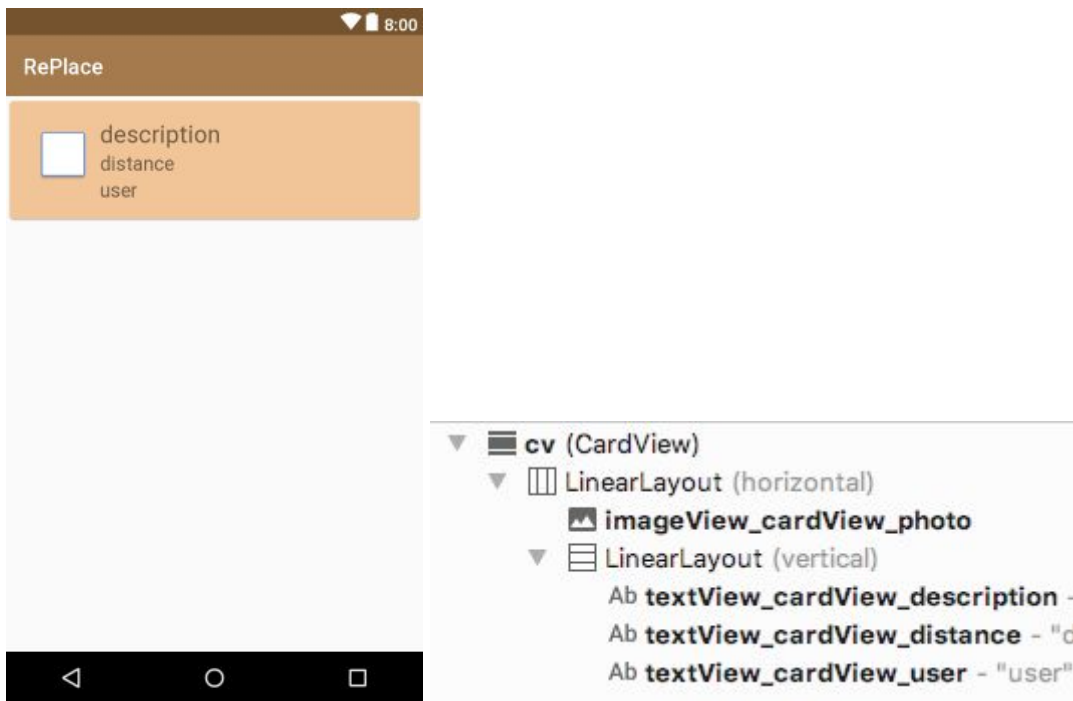 8:00
RePlace
description
distance
user
cv (CardView)
LinearLayout (horizontal)
imageView_cardView_photo
LinearLayout (vertical)
Ab textView_cardView_description -
Ab textView_cardView_distance - "d
Ab textView_cardView_user - "user"